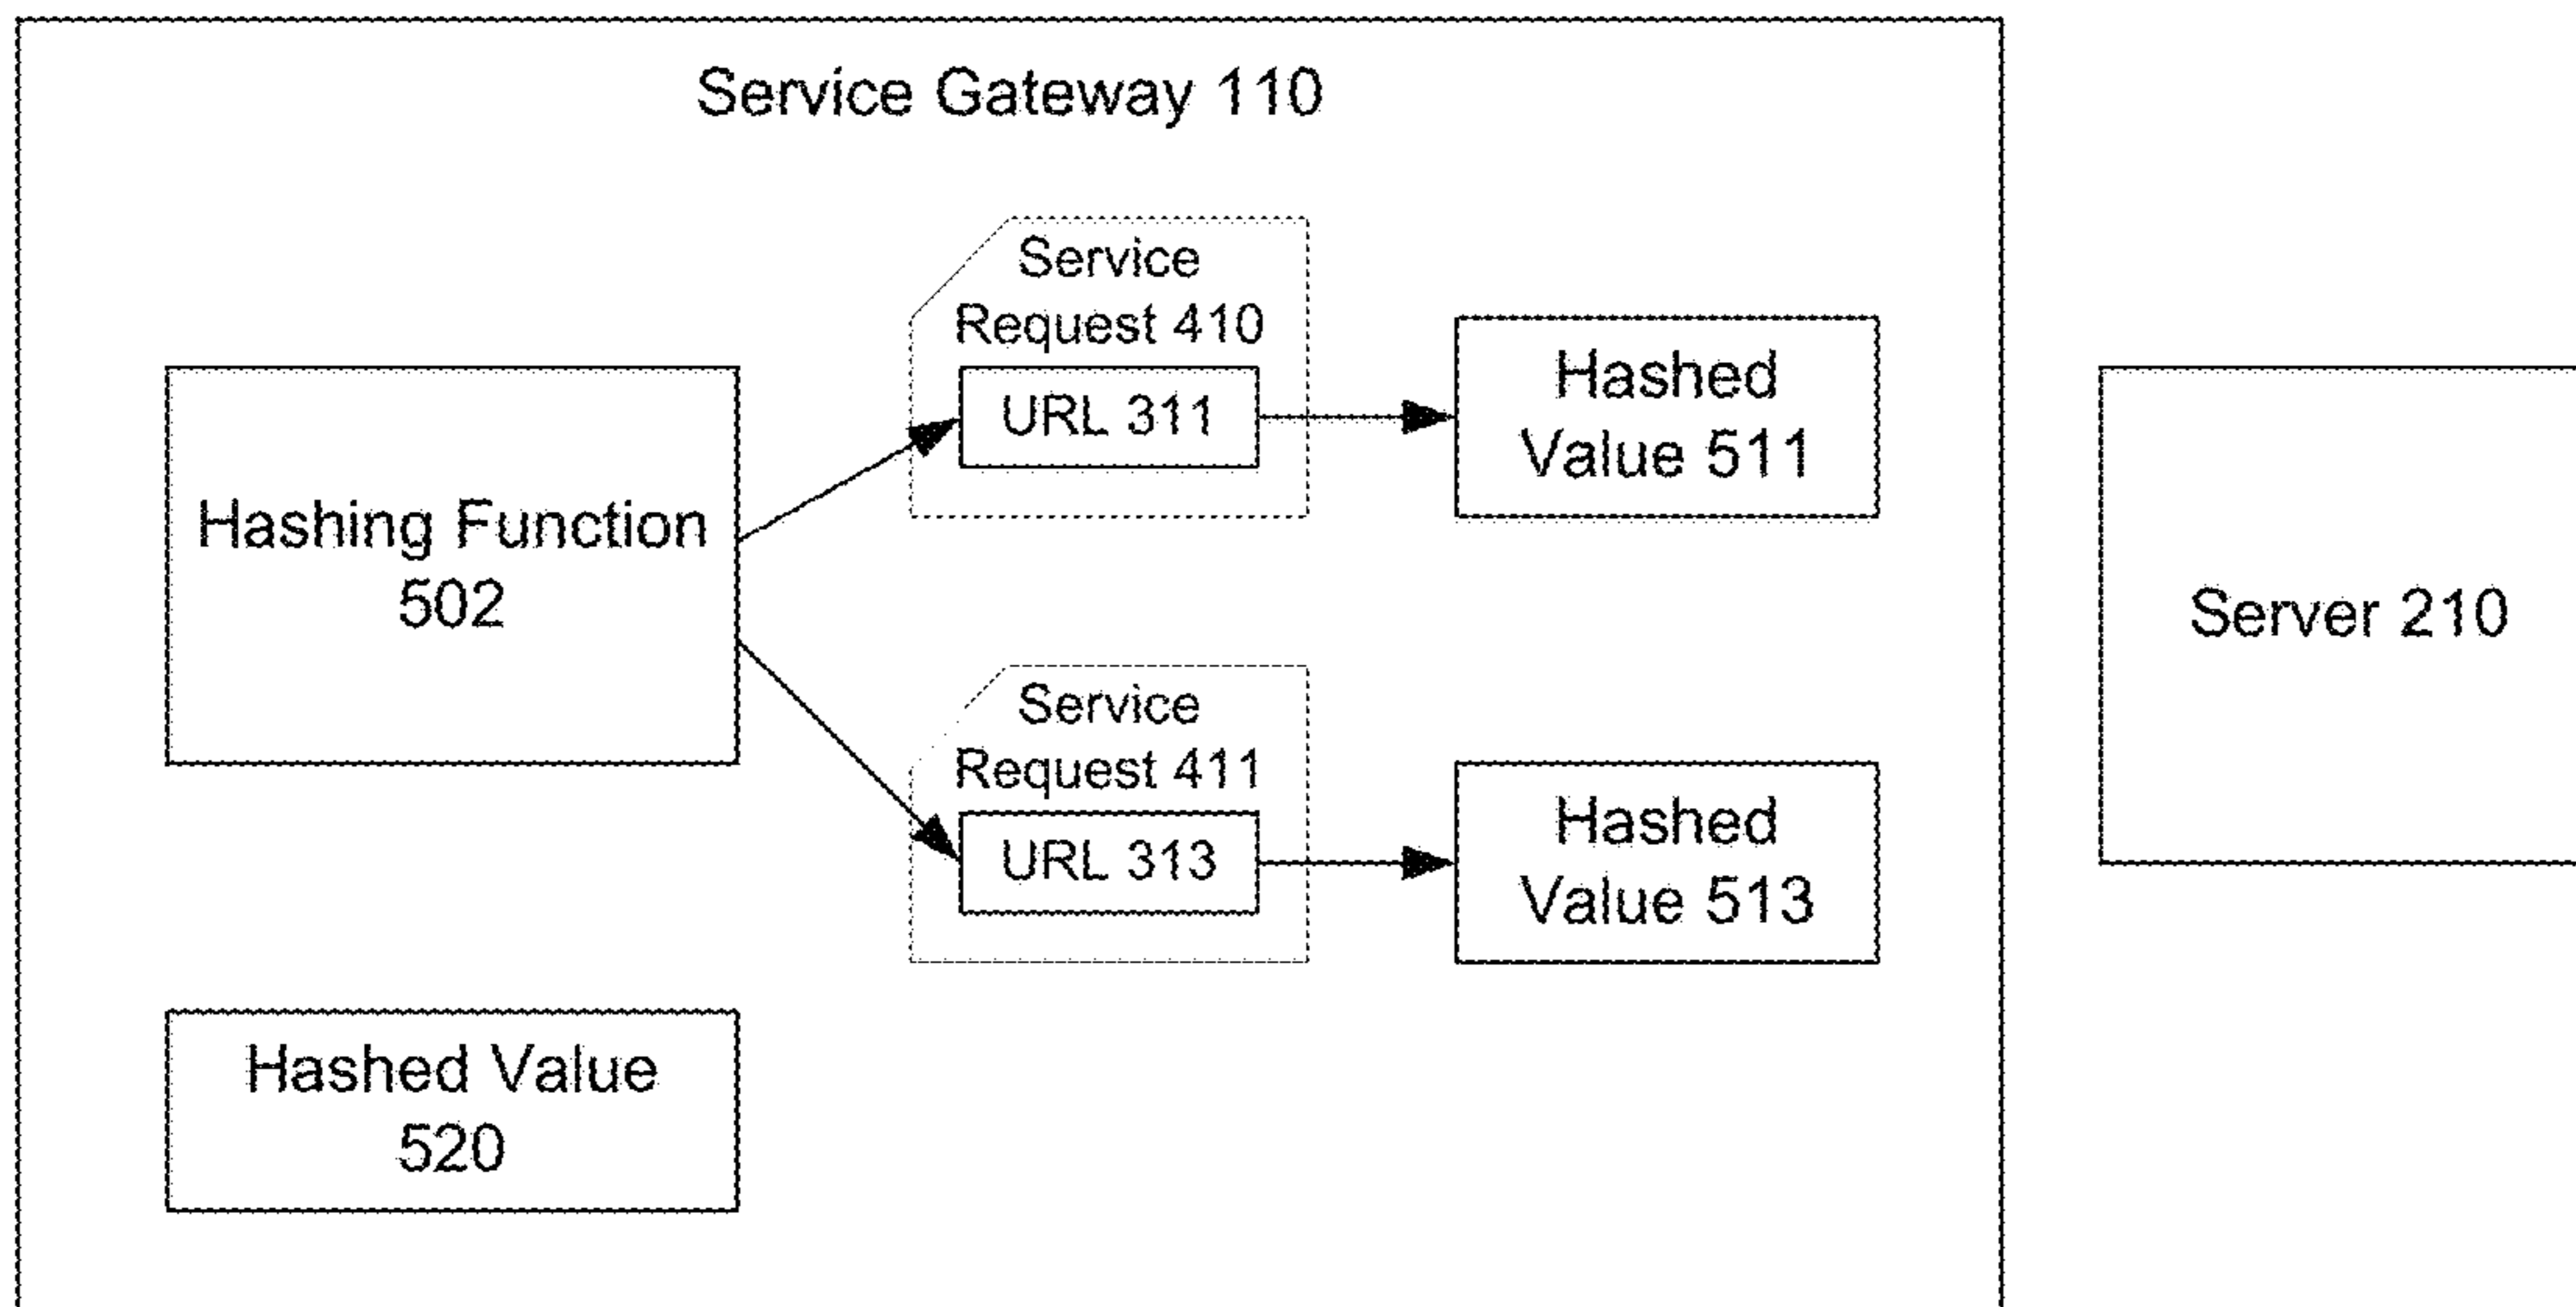 Service Gateway 110
Service
Request 410
URL 311
Hashed
Value 511
Hashing Function
502
Server 210
Service
Request 411
URL 313
Hashed
Value 513
Hashed Value
520